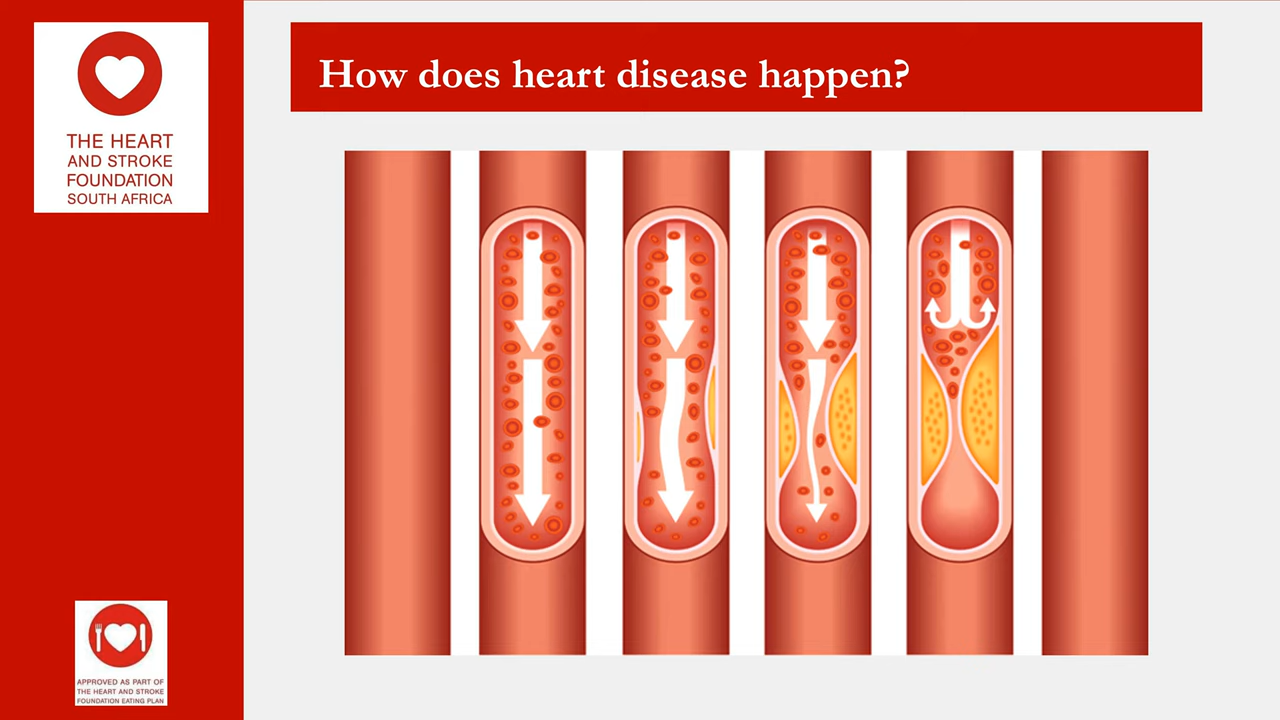 THE HEART
AND STROKE
FOUNDATION
SOUTH AFRICA
How does heart disease happen?
APPROVED AS PART OF
THE HEART AND STROKE
FOUNDATION EATING PLAN